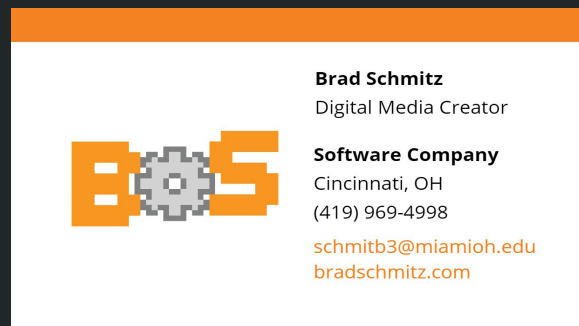 B S
Brad Schmitz
Digital Media Creator
Software Company
Cincinnati, OH
(419) 969-4998
schmitb3@miamioh.edu
bradschmitz.com